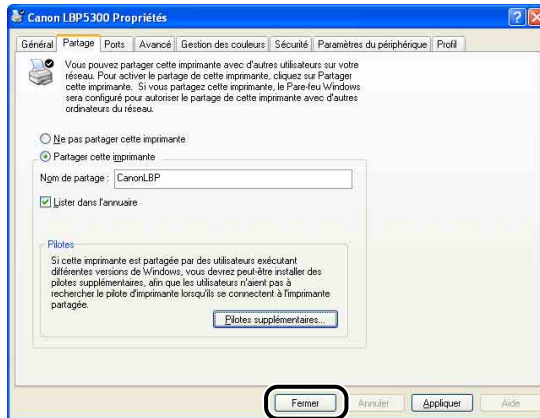 Canon LBP5300 Propriétés
Général Partage Ports Avancé Gestion des couleurs Sécurité Paramètres du périphérique Profil
Vous pouvez partager cette imprimante avec d'autres utilisateurs sur votre
réseau. Pour activer le partage de cette imprimante, cliquez sur Partager
cette imprimante. Si vous partagez cette imprimante, le Pare-feu Windows
sera configuré pour autoriser le partage de cette imprimante avec d'autres
ordinateurs du réseau.
Ne pas partager cette imprimante
Partager cette imprimante
Nom de partage : CanonLBP
Lister dans l'annuaire
Pilotes
Si cette imprimante est partagée par des utilisateurs exécutant
différentes versions de Windows, vous devrez peut-être installer des
pilotes supplémentaires, afin que les utilisateurs n'aient pas à
rechercher le pilote d'imprimante lorsqu'ils se connectent à l'imprimante
partagée.
Pilotes supplémentaires...
Fermer Annuler Appliquer Aide